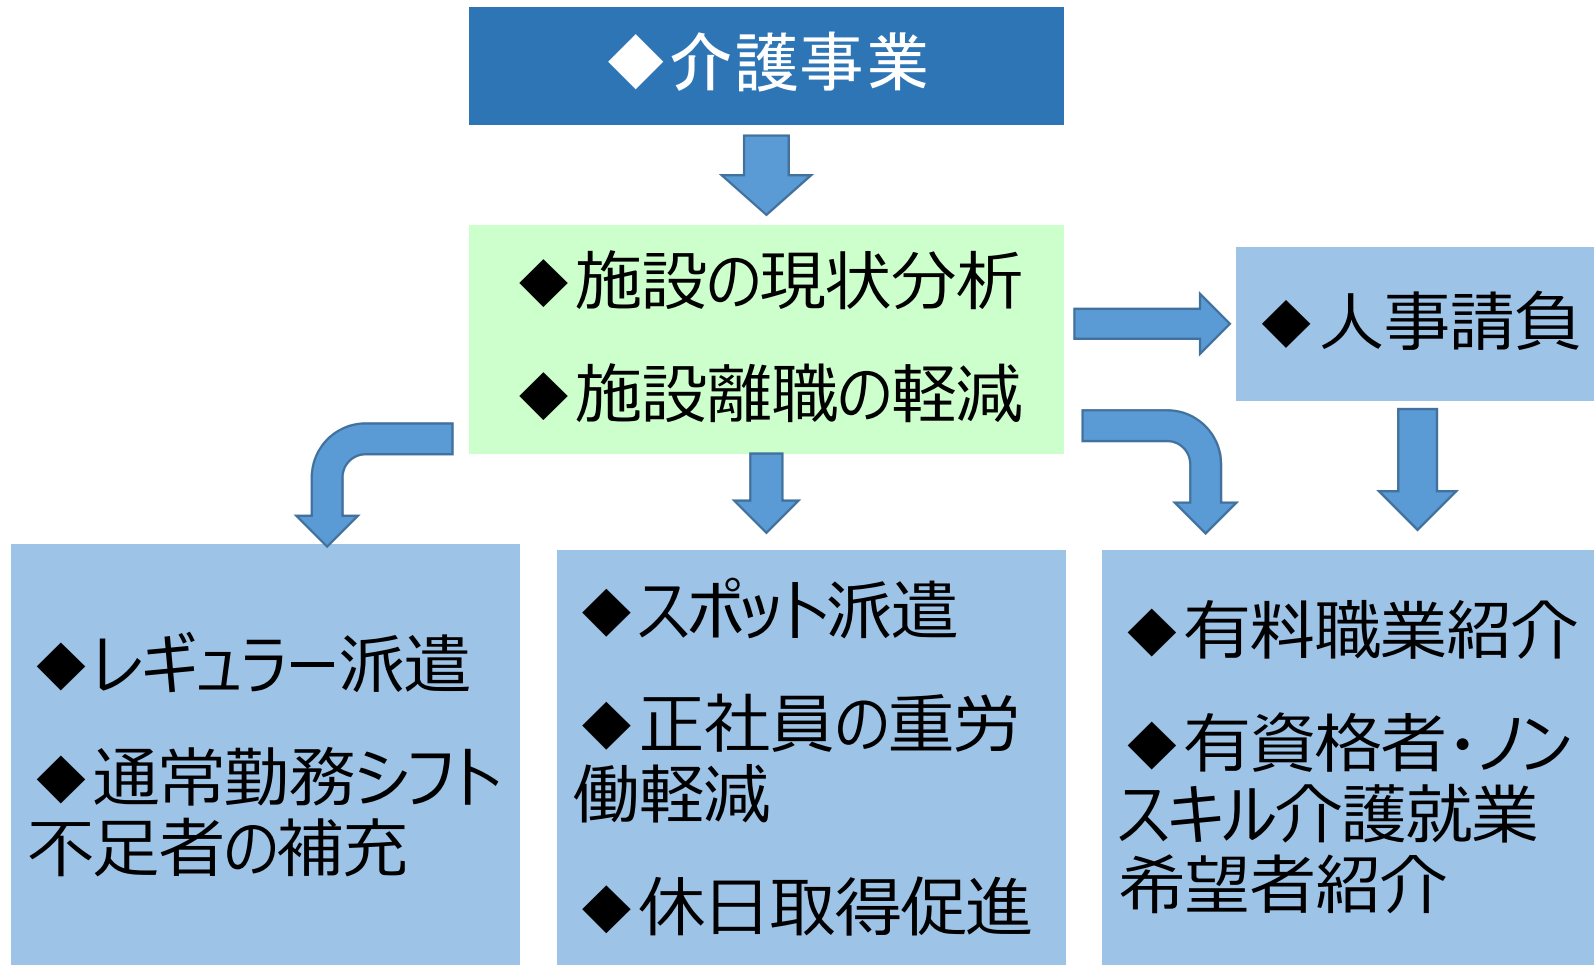 ◆介護事業
◆施設の現状分析
◆施設離職の軽減
◆人事請負
◆レギュラー派遣
◆通常勤務シフト
不足者の補充
◆スポット派遣
◆正社員の重労
働軽減
◆休日取得促進
◆有料職業紹介
◆有資格者・ノン
スキル介護就業
希望者紹介